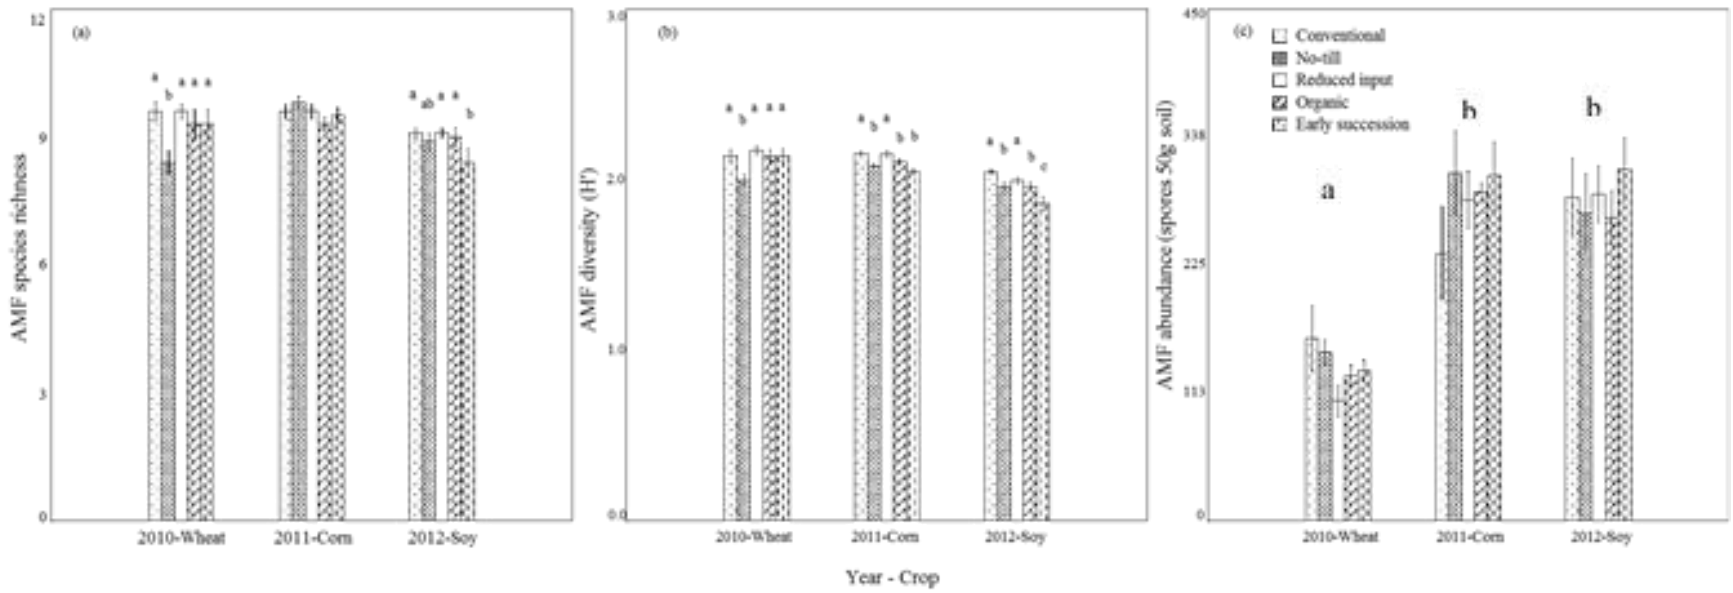 (a)
12
9
6
3
0
AMF species richness
a b a a a
a ab a a b
2010-Wheat 2011-Corn 2012-Soy
(b)
3.0
2.0
1.0
0.0
AMF diversity (H')
a b a a a
a b a b b
a b a b c
2010-Wheat 2011-Corn 2012-Soy
Year - Crop
(c)
450
338
225
113
0
AMF abundance (spores 50g soil)
Conventional
No-till
Reduced input
Organic
Early succession
a
b
b
2010-Wheat 2011-Corn 2012-Soy